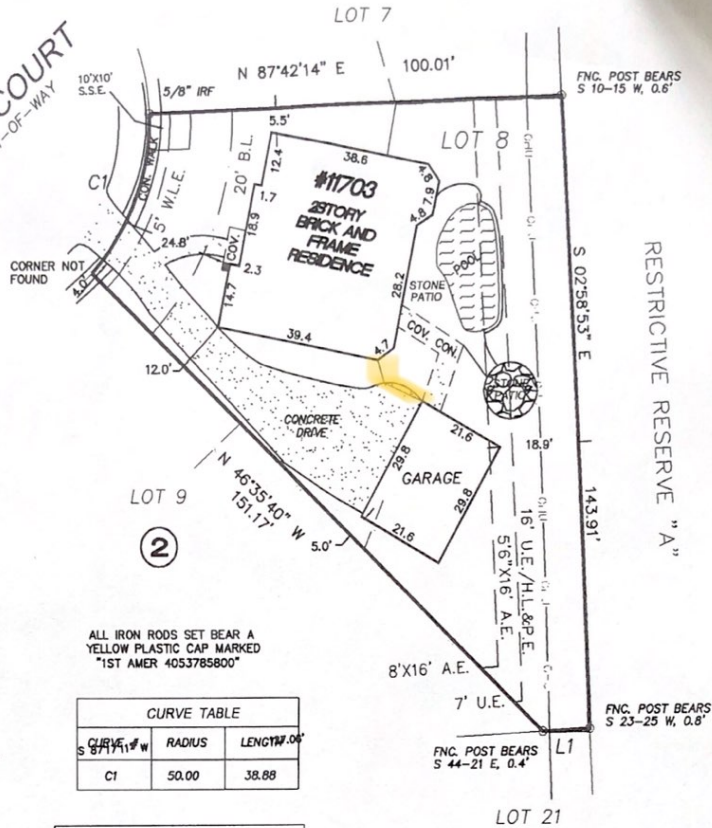 LOT 7
COURT
-OF-WAY
10'X10'
S.S.E.
5/8" IRF
N 87°42'14" E 100.01'
FNC. POST BEARS
S 10-15 W, 0.6'
5.5'
LOT 8
CON. WALK
5' W.L.E.
20' B.L.
12.4
38.6
4.8
7.9
4.8
#11703
2STORY
BRICK AND
FRAME
RESIDENCE
C1
1.7
18.9
COV.
24.8'
2.3
14.7
28.2
STONE
PATIO
POOL
CORNER NOT
FOUND
4.0'
39.4
4.7
COV. CON.
S 02°58'53" E
143.91'
RESTRICTIVE RESERVE "A"
12.0'
CONCRETE
DRIVE
STONE
PATIO
21.6
29.8
GARAGE
29.8
21.6
18.9'
LOT 9
N 46°35'40" W
151.17'
5.0'
2
16' U.E./H.L.&P.E.
5'6"X16' A.E.
ALL IRON RODS SET BEAR A
YELLOW PLASTIC CAP MARKED
"1ST AMER 4053785800"
8'X16' A.E.
7' U.E.
CURVE TABLE
CURVE # RADIUS LENGTH
C1 50.00 38.88
FNC. POST BEARS
S 23-25 W, 0.8'
FNC. POST BEARS
S 44-21 E, 0.4'
L1
LOT 21